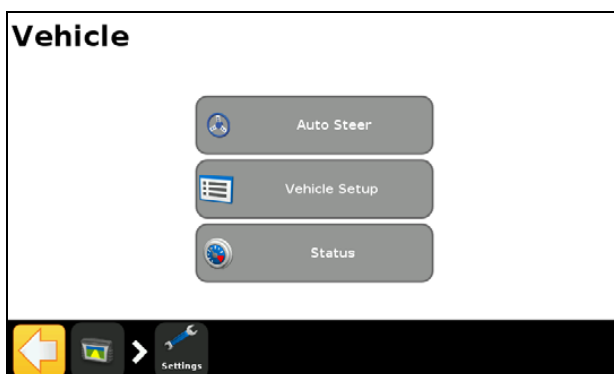 Vehicle
Auto Steer
Vehicle Setup
Status
Settings